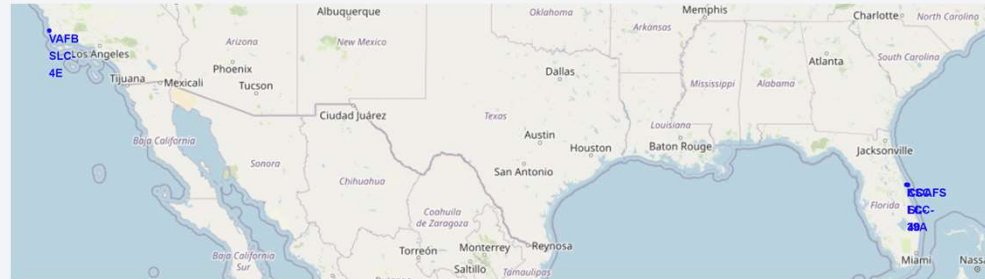 Albuquerque
Oklahoma
Memphis
Charlotte
North Carolina
VAFB
SLC-
4E
Los Angeles
Arizona
New Mexico
Arkansas
South Carolina
Atlanta
Phoenix
Dallas
Tijuana
Mexicali
Tucson
Mississippi
Alabama
Ciudad Juárez
Texas
Louisiana
Austin
Baja California
Houston
Baton Rouge
Jacksonville
Sonora
San Antonio
Chihuahua
Florida
Coahuila
de Zaragoza
Baja California
Sur
Torreón
Monterrey
Reynosa
Miami
Saltillo
Tamaulipas